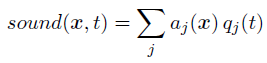 sound(x, t) = ∑_j a_j(x) q_j(t)